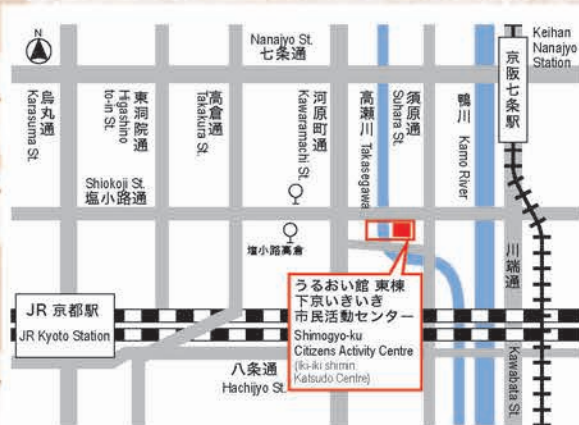 N
Nanajyo St.
七条通
Keihan
Nanajyo
Station
京阪七条駅
烏丸通
Karasuma St.
東洞院通
Higashino
to-in St.
高倉通
Takakura St.
河原町通
Kawaramachi St.
高瀬川 Takasegawa
須原通
Suhara St.
鴨川 Kamo River
Shiokoji St.
塩小路通
塩小路高倉
川端通
Kawabata St.
JR 京都駅
JR Kyoto Station
うるおい館 東棟
下京いきいき
市民活動センター
Shimogyo-ku
Citizens Activity Centre
(Iki-iki shimin
Katsudo Centre)
八条通
Hachijyo St.